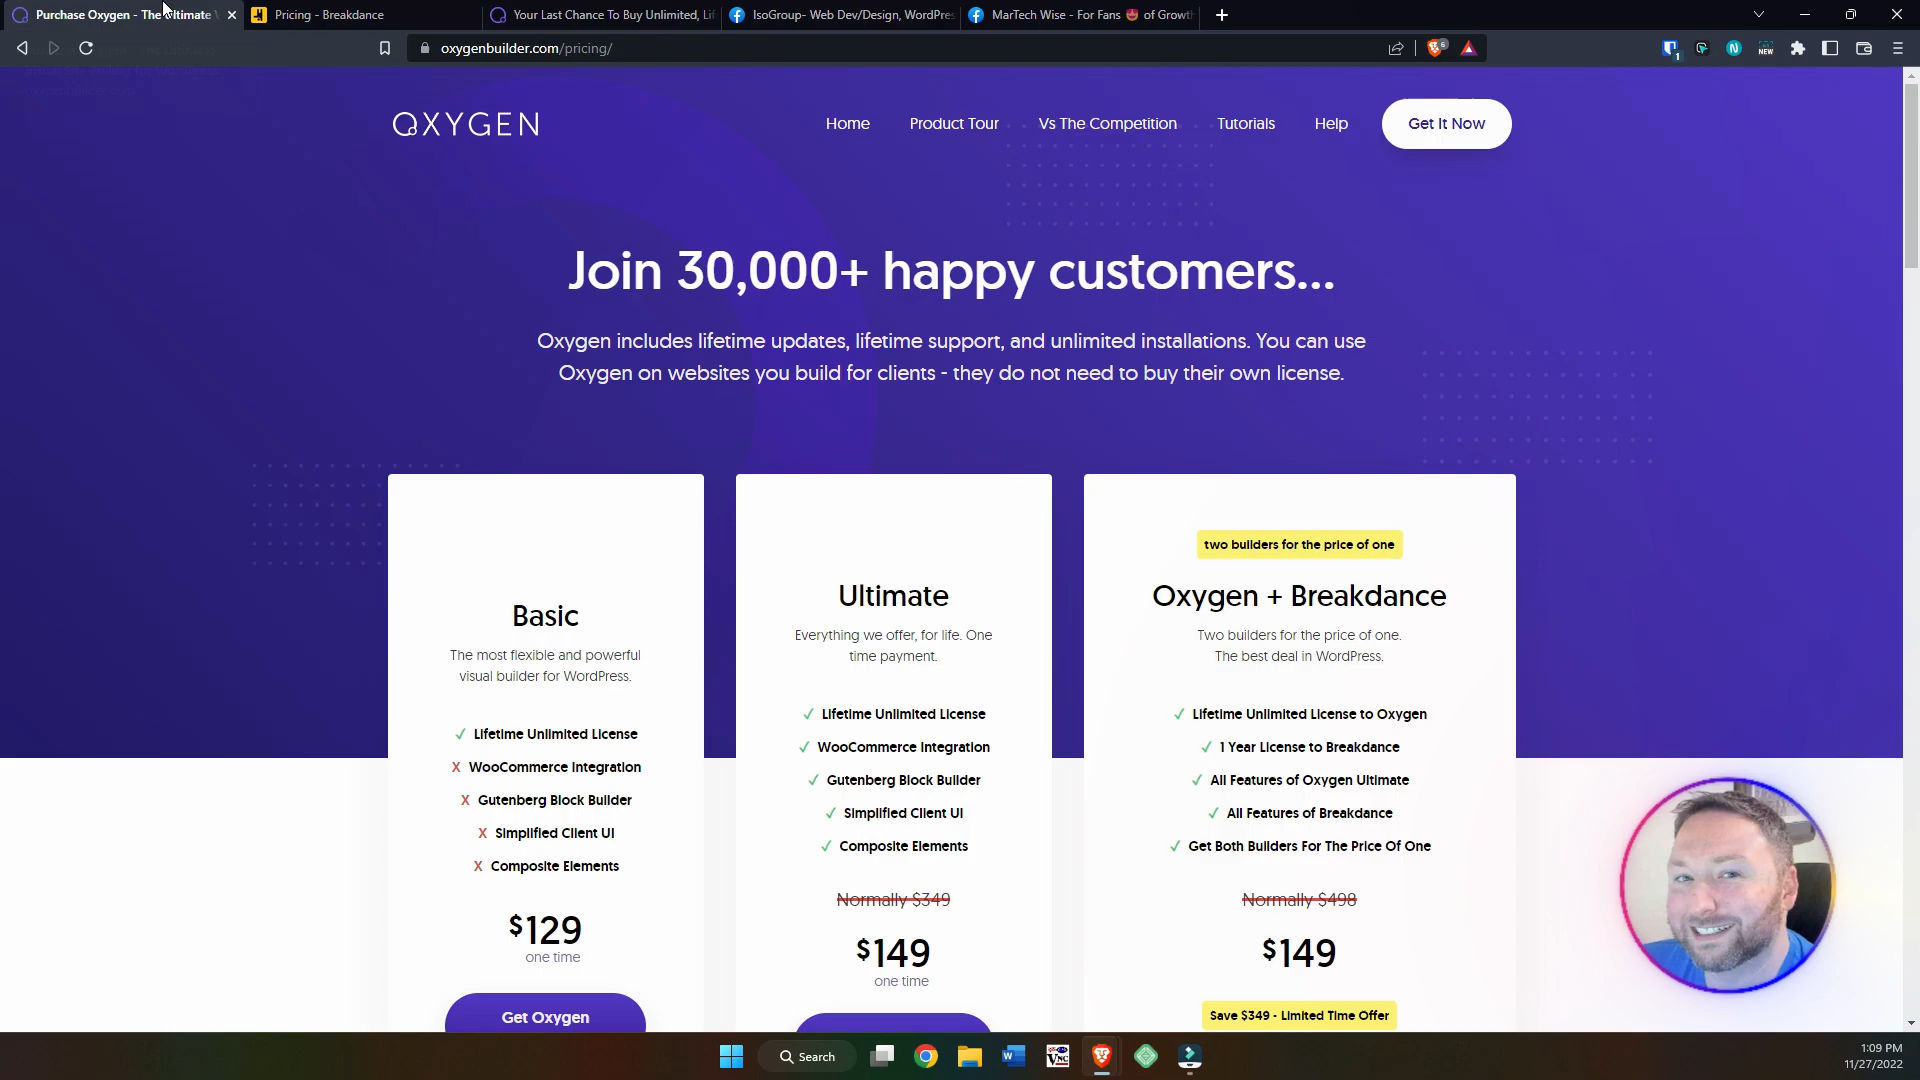 Purchase Oxygen - The Ultimate
Pricing - Breakdance
Your Last Chance To Buy Unlimited, Li
IsoGroup- Web Dev/Design, WordPres
MarTech Wise - For Fans 😍 of Growt
oxygenbuilder.com/pricing/
NEW
OXYGEN
Home
Product Tour
Vs The Competition
Tutorials
Help
Get It Now
Join 30,000+ happy customers...
Oxygen includes lifetime updates, lifetime support, and unlimited installations. You can use
Oxygen on websites you build for clients - they do not need to buy their own license.
Basic
The most flexible and powerful
visual builder for WordPress.
✓ Lifetime Unlimited License
X WooCommerce Integration
X Gutenberg Block Builder
X Simplified Client UI
X Composite Elements
$129
one time
Get Oxygen
Ultimate
Everything we offer, for life. One
time payment.
✓ Lifetime Unlimited License
✓ WooCommerce Integration
✓ Gutenberg Block Builder
✓ Simplified Client UI
✓ Composite Elements
Normally $349
$149
one time
two builders for the price of one
Oxygen + Breakdance
Two builders for the price of one.
The best deal in WordPress.
✓ Lifetime Unlimited License to Oxygen
✓ 1 Year License to Breakdance
✓ All Features of Oxygen Ultimate
✓ All Features of Breakdance
✓ Get Both Builders For The Price Of One
Normally $498
$149
Save $349 - Limited Time Offer
Search
1:09 PM
11/27/2022